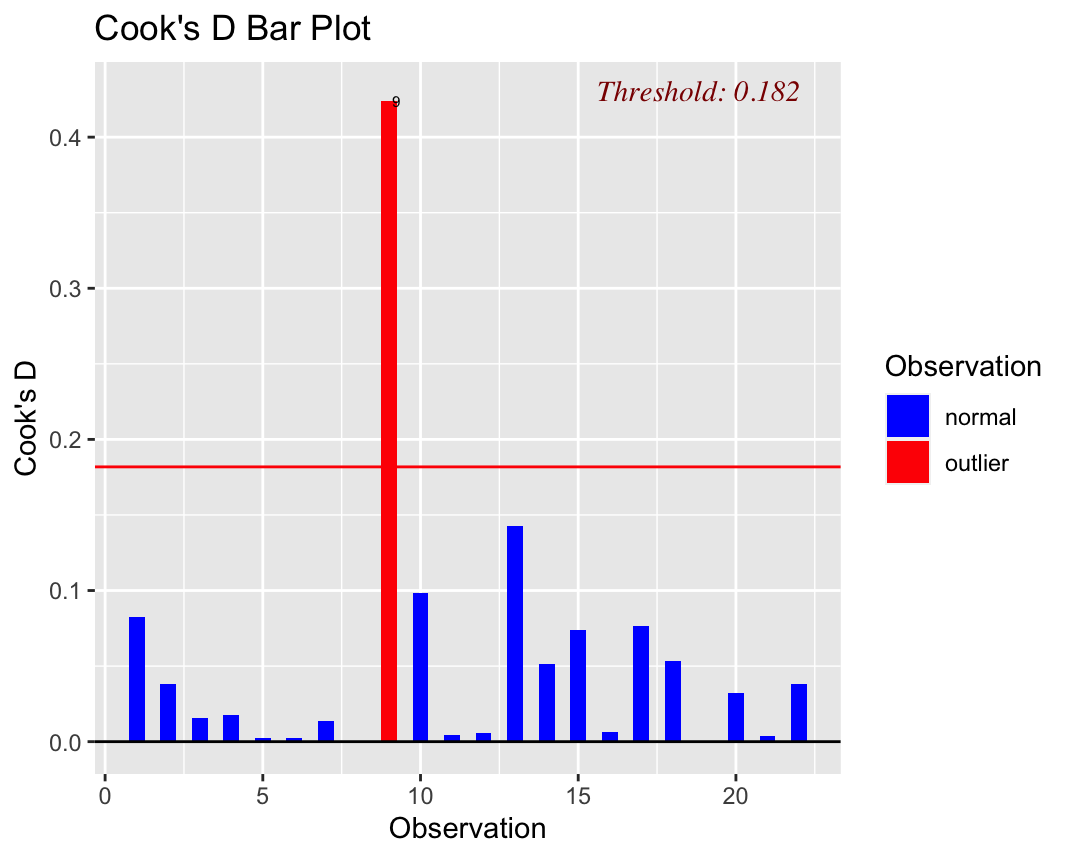 Cook's D Bar Plot
Threshold: 0.182
9
0.4
0.3
0.2
0.1
0.0
Cook's D
0 5 10 15 20
Observation
Observation
normal
outlier